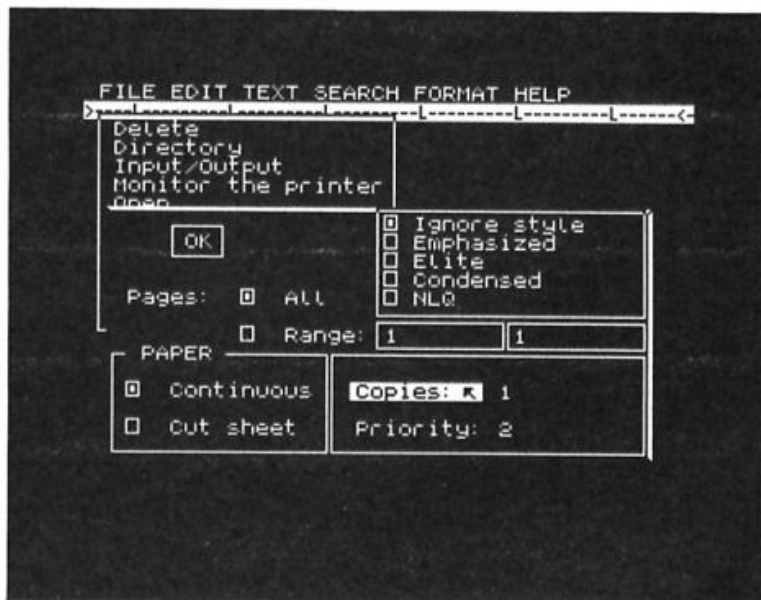 FILE EDIT TEXT SEARCH FORMAT HELP
Delete
Directory
Input/Output
Monitor the printer
Open
OK
Ignore style
Emphasized
Elite
Condensed
NLQ
Pages: All
Range: 1 1
PAPER
Continuous
Cut sheet
Copies: 1
Priority: 2